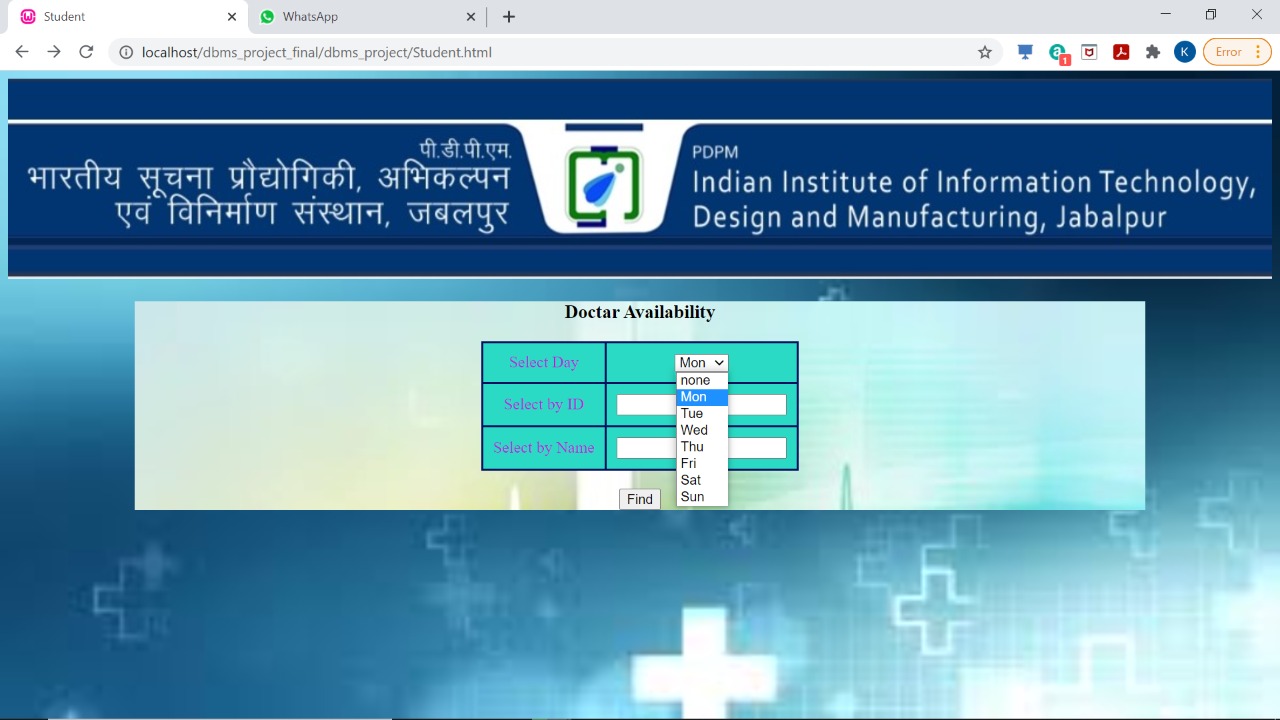 Student
WhatsApp
localhost/dbms_project_final/dbms_project/Student.html
1
K
Error
पी.डी.पी.एम.
भारतीय सूचना प्रौद्योगिकी, अभिकल्पन
एवं विनिर्माण संस्थान, जबलपुर
PDPM
Indian Institute of Information Technology,
Design and Manufacturing, Jabalpur
Doctar Availability
Select Day
Mon
none
Mon
Tue
Wed
Thu
Fri
Sat
Sun
Select by ID
Select by Name
Find